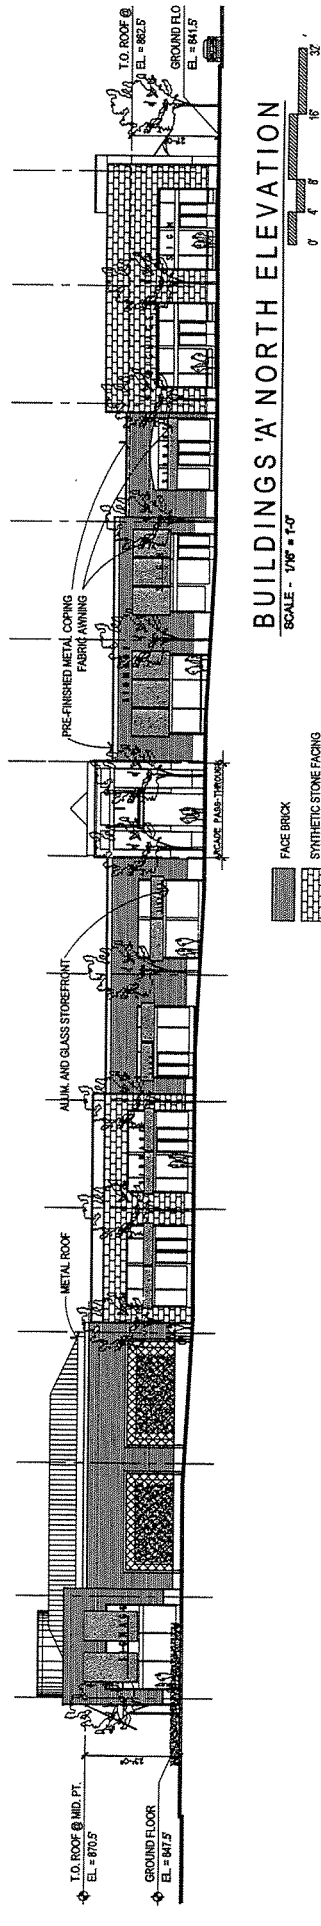 T.O. ROOF @ MID. PT.
EL = 870.5'
GROUND FLOOR
EL = 847.5'
METAL ROOF
ALUM. AND GLASS STOREFRONT
ARCADE PASS-THROUGH
PRE-FINISHED METAL COPING
FABRIC AWNING
T.O. ROOF @
EL = 862.5'
GROUND FLO
EL = 841.5'
BUILDINGS 'A' NORTH ELEVATION
SCALE - 1/16" = 1'-0"
0' 4' 8' 16' 32'
FACE BRICK
SYNTHETIC STONE FACING